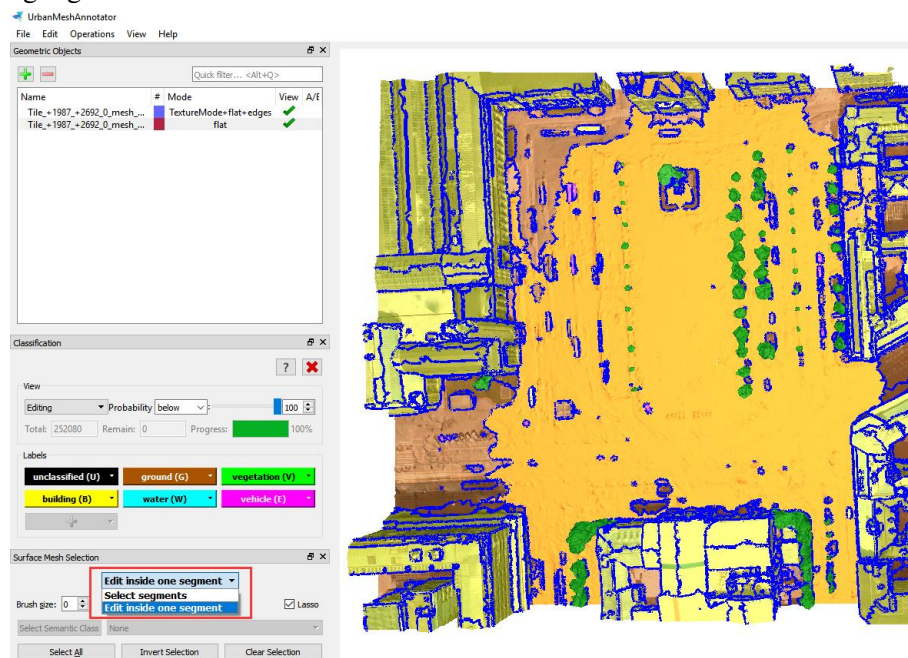 UrbanMeshAnnotator
File Edit Operations View Help
Geometric Objects
Quick filter... <Alt+Q>
Name # Mode View A/E
Tile_+1987_+2692_0_mesh_... TextureMode+flat+edges
Tile_+1987_+2692_0_mesh_... flat
Classification
?
View
Editing Probability below : 100
Total: 252080 Remain: 0 Progress: 100%
Labels
unclassified (U) ground (G) vegetation (V)
building (B) water (W) vehicle (E)
Surface Mesh Selection
Edit inside one segment
Select segments
Brush size: 0 Edit inside one segment Lasso
Select Semantic Class None
Select All Invert Selection Clear Selection